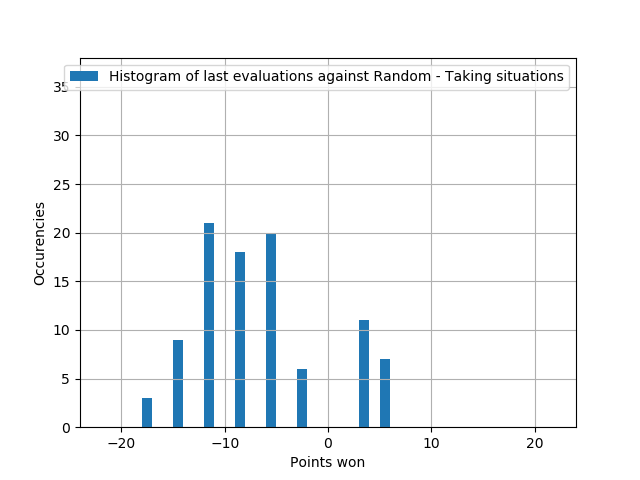 Histogram of last evaluations against Random - Taking situations
35
30
25
20
15
10
5
0
Occurencies
−20 −10 0 10 20
Points won